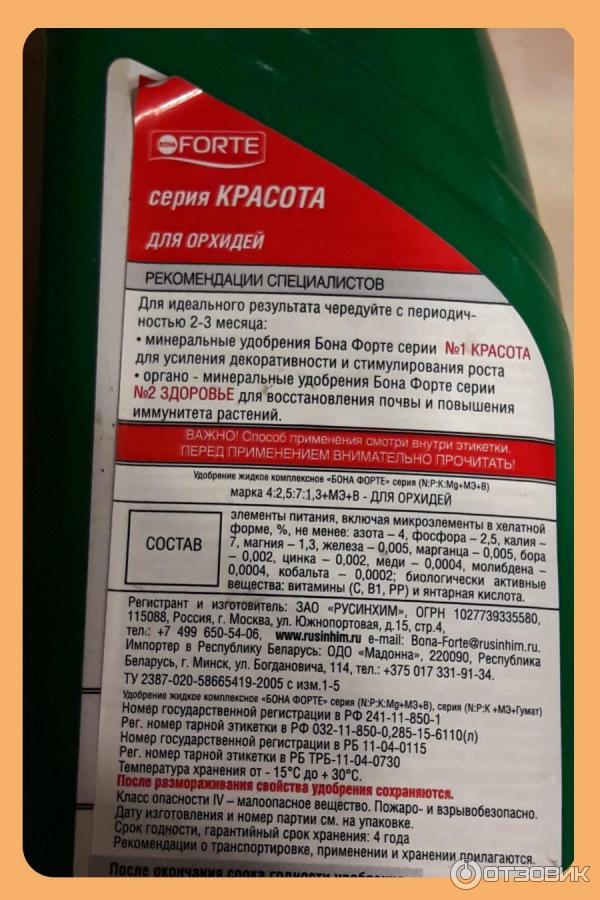 BONA FORTE
серия КРАСОТА
ДЛЯ ОРХИДЕЙ
РЕКОМЕНДАЦИИ СПЕЦИАЛИСТОВ
Для идеального результата чередуйте с периодич-
ностью 2-3 месяца:
• минеральные удобрения Бона Форте серии №1 КРАСОТА
для усиления декоративности и стимулирования роста
• органо - минеральные удобрения Бона Форте серии
№2 ЗДОРОВЬЕ для восстановления почвы и повышения
иммунитета растений.
ВАЖНО! Способ применения смотри внутри этикетки.
ПЕРЕД ПРИМЕНЕНИЕМ ВНИМАТЕЛЬНО ПРОЧИТАТЬ!
Удобрение жидкое комплексное «БОНА ФОРТЕ» серия (N:P:K:Mg+МЭ+В)
марка 4:2,5:7:1,3+МЭ+В - ДЛЯ ОРХИДЕЙ
СОСТАВ
элементы питания, включая микроэлементы в хелатной
форме, %, не менее: азота – 4, фосфора – 2,5, калия –
7, магния – 1,3, железа – 0,005, марганца – 0,005, бора
– 0,002, цинка – 0,002, меди – 0,0004, молибдена –
0,0004, кобальта – 0,0002; биологически активные
вещества: витамины (С, В1, РР) и янтарная кислота.
Регистрант и изготовитель: ЗАО «РУСИНХИМ», ОГРН 1027739335580,
115088, Россия, г. Москва, ул. Южнопортовая, д.15, стр.4,
тел.: +7 499 650-54-06, www.rusinhim.ru e-mail: Bona-Forte@rusinhim.ru.
Импортер в Республику Беларусь: ОДО «Мадонна», 220090, Республика
Беларусь, г. Минск, ул. Богдановича, 114, тел.: +375 017 331-91-34.
ТУ 2387-020-58665419-2005 с изм.1-5
Удобрение жидкое комплексное «БОНА ФОРТЕ» серия (N:P:K:Mg+МЭ+В), серия (N:P:K +МЭ+Гумат)
Номер государственной регистрации в РФ 241-11-850-1
Рег. номер тарной этикетки в РФ 032-11-850-0,285-15-6110(л)
Номер государственной регистрации в РБ 11-04-0115
Рег. номер тарной этикетки в РБ ТРБ-11-04-0730
Температура хранения от - 15°С до + 30°С.
После размораживания свойства удобрения сохраняются.
Класс опасности IV – малоопасное вещество. Пожаро- и взрывобезопасно.
Дату изготовления и номер партии см. на упаковке.
Срок годности, гарантийный срок хранения: 4 года
Рекомендации о транспортировке, применении и хранении прилагаются.
После окончания срока годности
ОТЗОВИК